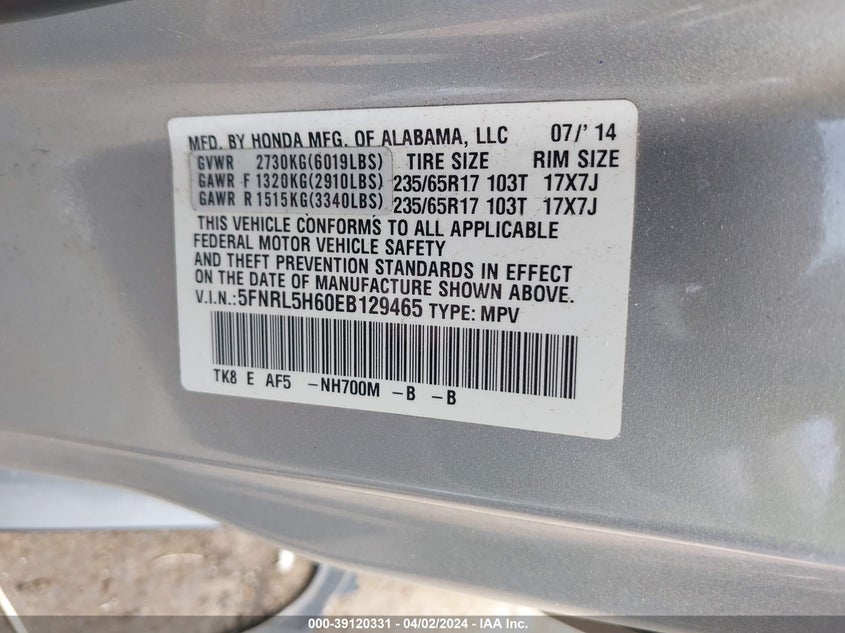 MFD. BY HONDA MFG. OF ALABAMA, LLC 07/'14
GVWR 2730KG(6019LBS) TIRE SIZE RIM SIZE
GAWR F 1320KG(2910LBS) 235/65R17 103T 17X7J
GAWR R 1515KG(3340LBS) 235/65R17 103T 17X7J
THIS VEHICLE CONFORMS TO ALL APPLICABLE
FEDERAL MOTOR VEHICLE SAFETY
AND THEFT PREVENTION STANDARDS IN EFFECT
ON THE DATE OF MANUFACTURE SHOWN ABOVE.
V.I.N.:5FNRL5H60EB129465 TYPE: MPV
TK8 E AF5 -NH700M -B -B
000-39120331 - 04/02/2024 - IAA Inc.